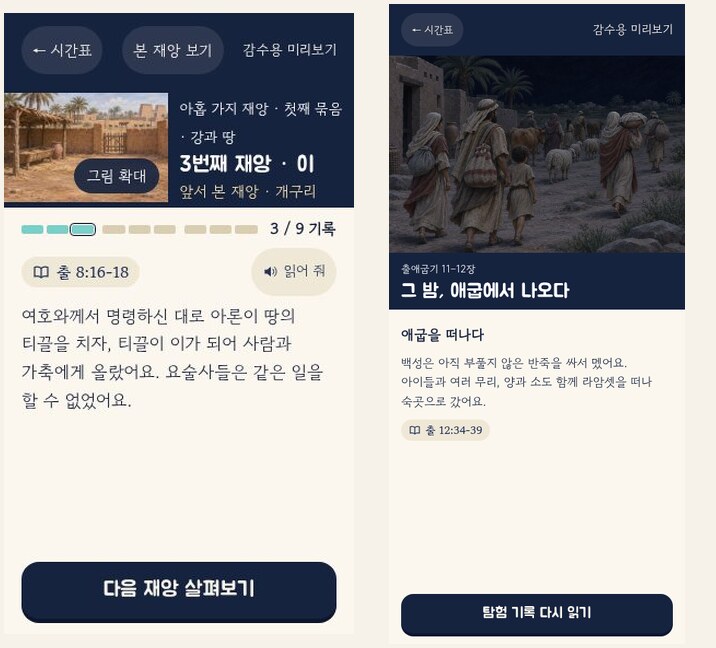 ← 시간표
본 재앙 보기
감수용 미리보기
아홉 가지 재앙 · 첫째 묶음
· 강과 땅
3번째 재앙 · 이
앞서 본 재앙 · 개구리
그림 확대
3 / 9 기록
출 8:16-18
읽어 줘
여호와께서 명령하신 대로 아론이 땅의
티끌을 치자, 티끌이 이가 되어 사람과
가축에게 올랐어요. 요술사들은 같은 일을
할 수 없었어요.
다음 재앙 살펴보기
← 시간표
감수용 미리보기
출애굽기 11–12장
그 밤, 애굽에서 나오다
애굽을 떠나다
백성은 아직 부풀지 않은 반죽을 싸서 멨어요.
아이들과 여러 무리, 양과 소도 함께 라암셋을 떠나
숙곳으로 갔어요.
출 12:34-39
탐험 기록 다시 읽기